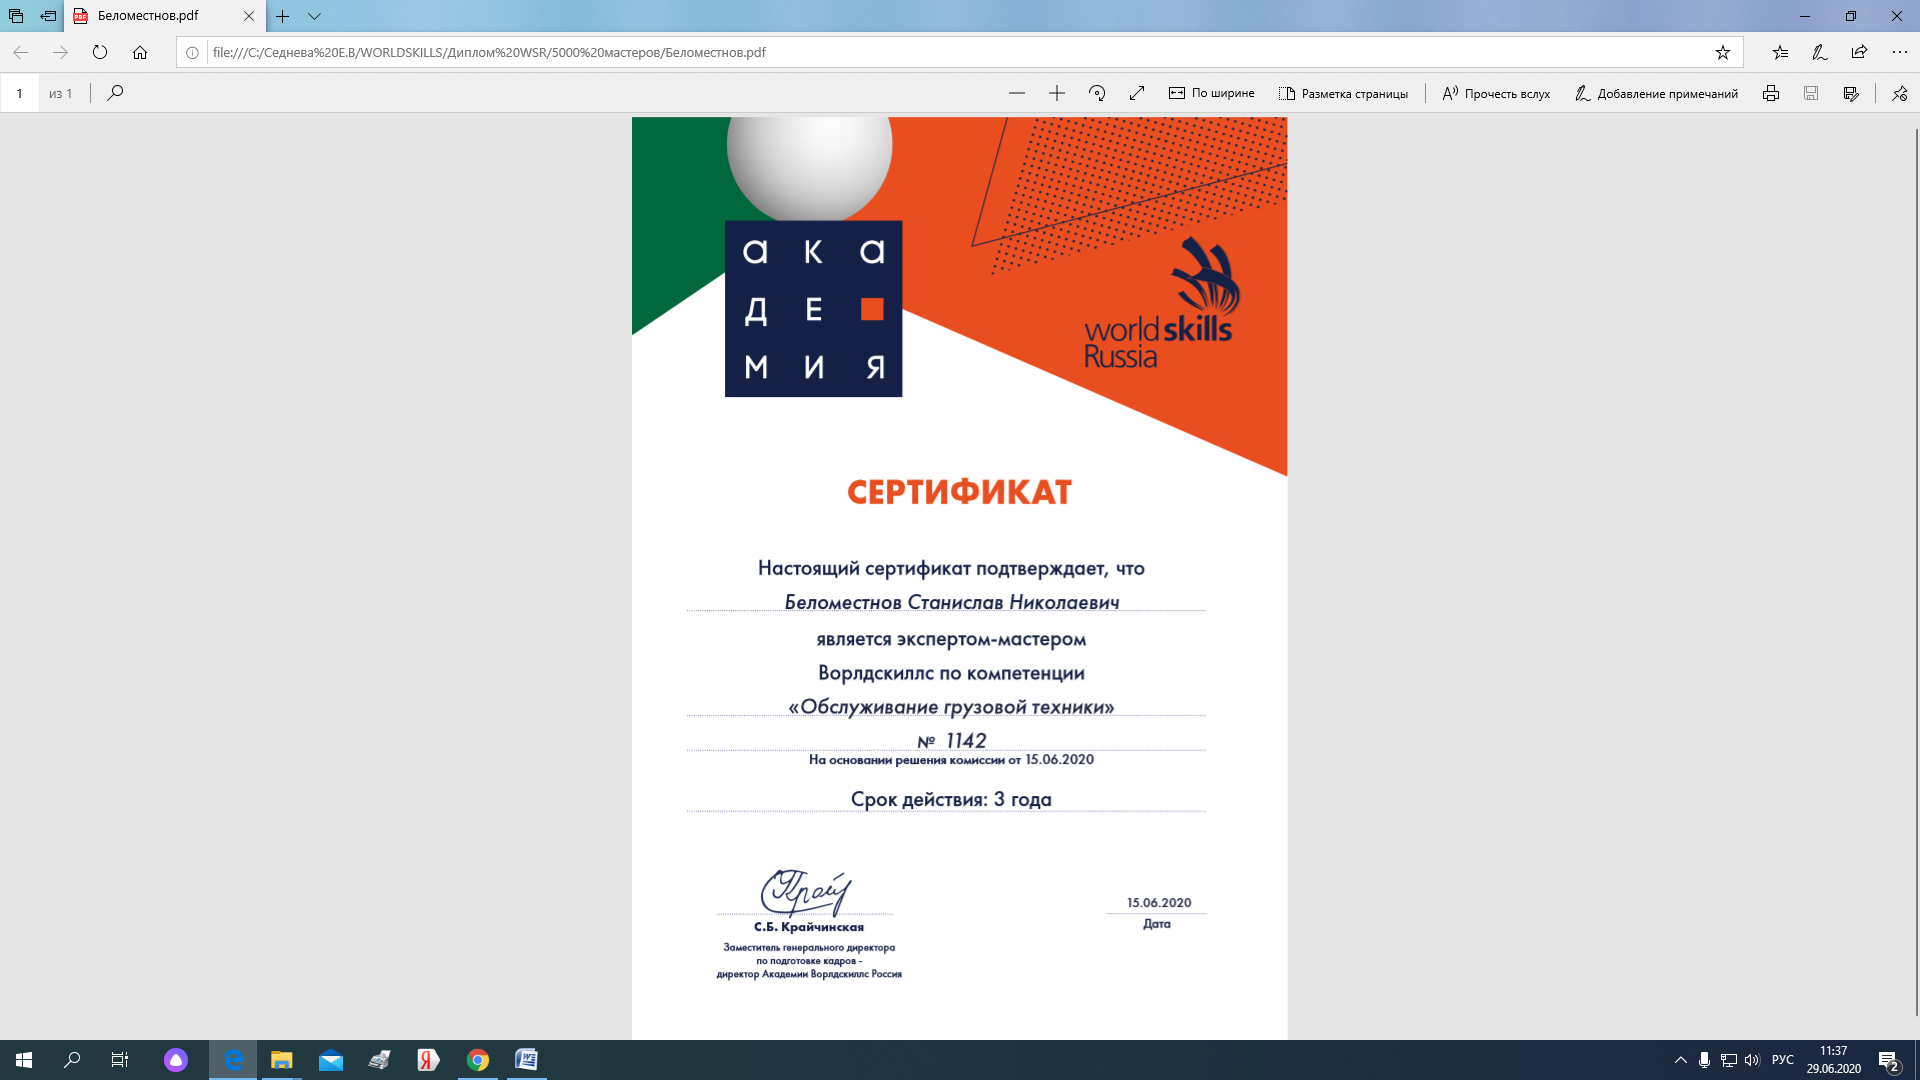 Беломестнов.pdf
file:///C:/Седнева%20Е.В/WORLDSKILLS/Диплом%20WSR/5000%20мастеров/Беломестнов.pdf
1 из 1
По ширине
Разметка страницы
Прочесть вслух
Добавление примечаний
а к а
д е
м и я
world skills
Russia
СЕРТИФИКАТ
Настоящий сертификат подтверждает, что
Беломестнов Станислав Николаевич
является экспертом-мастером
Ворлдскиллс по компетенции
«Обслуживание грузовой техники»
№ 1142
На основании решения комиссии от 15.06.2020
Срок действия: 3 года
С.Б. Крайчинская
Заместитель генерального директора
по подготовке кадров -
директор Академии Ворлдскиллс Россия
15.06.2020
Дата
РУС
11:37
29.06.2020
2